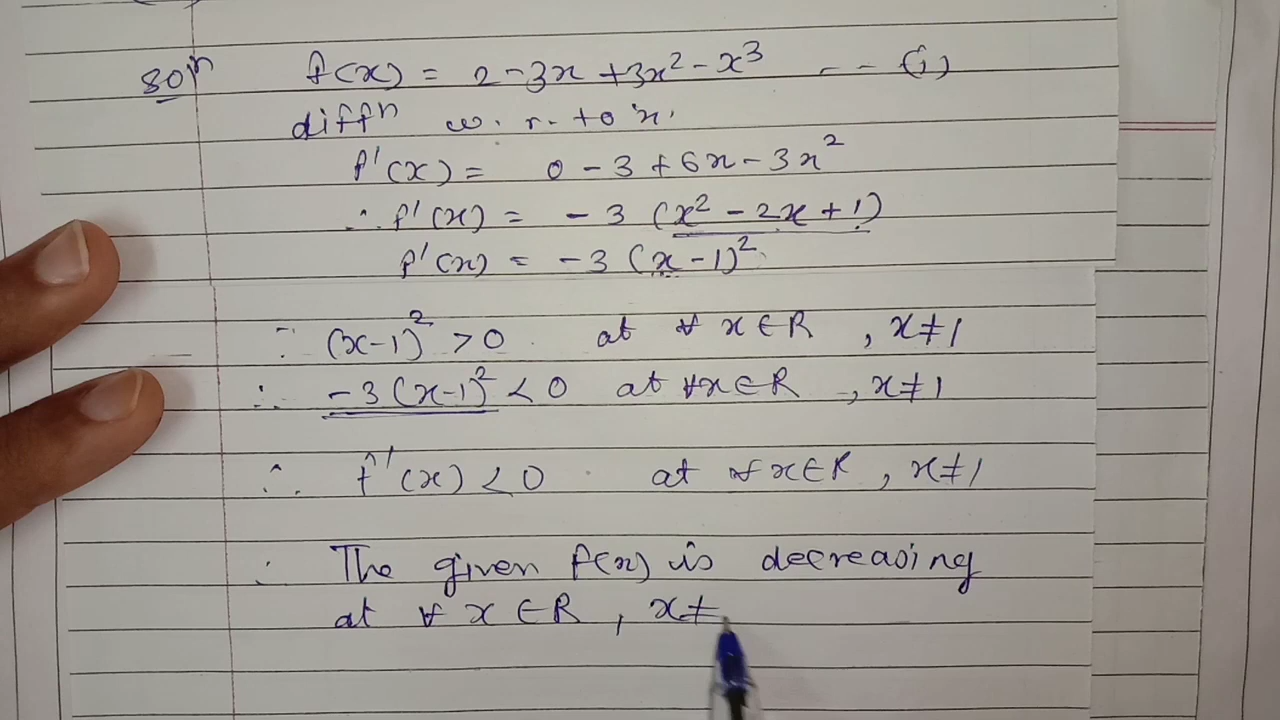 Solⁿ f(x) = 2 - 3x + 3x² - x³ -- (i)
diffⁿ w. r. to x.
f'(x) = 0 - 3 + 6x - 3x²
∴ f'(x) = - 3 (x² - 2x + 1)
f'(x) = - 3 (x - 1)²
∵ (x-1)² > 0 at ∀ x ∈ R , x ≠ 1
∴ - 3 (x-1)² < 0 at ∀ x ∈ R , x ≠ 1
∴ f'(x) < 0 at ∀ x ∈ R , x ≠ 1
∴ The given f(x) is decreasing
at ∀ x ∈ R , x ≠